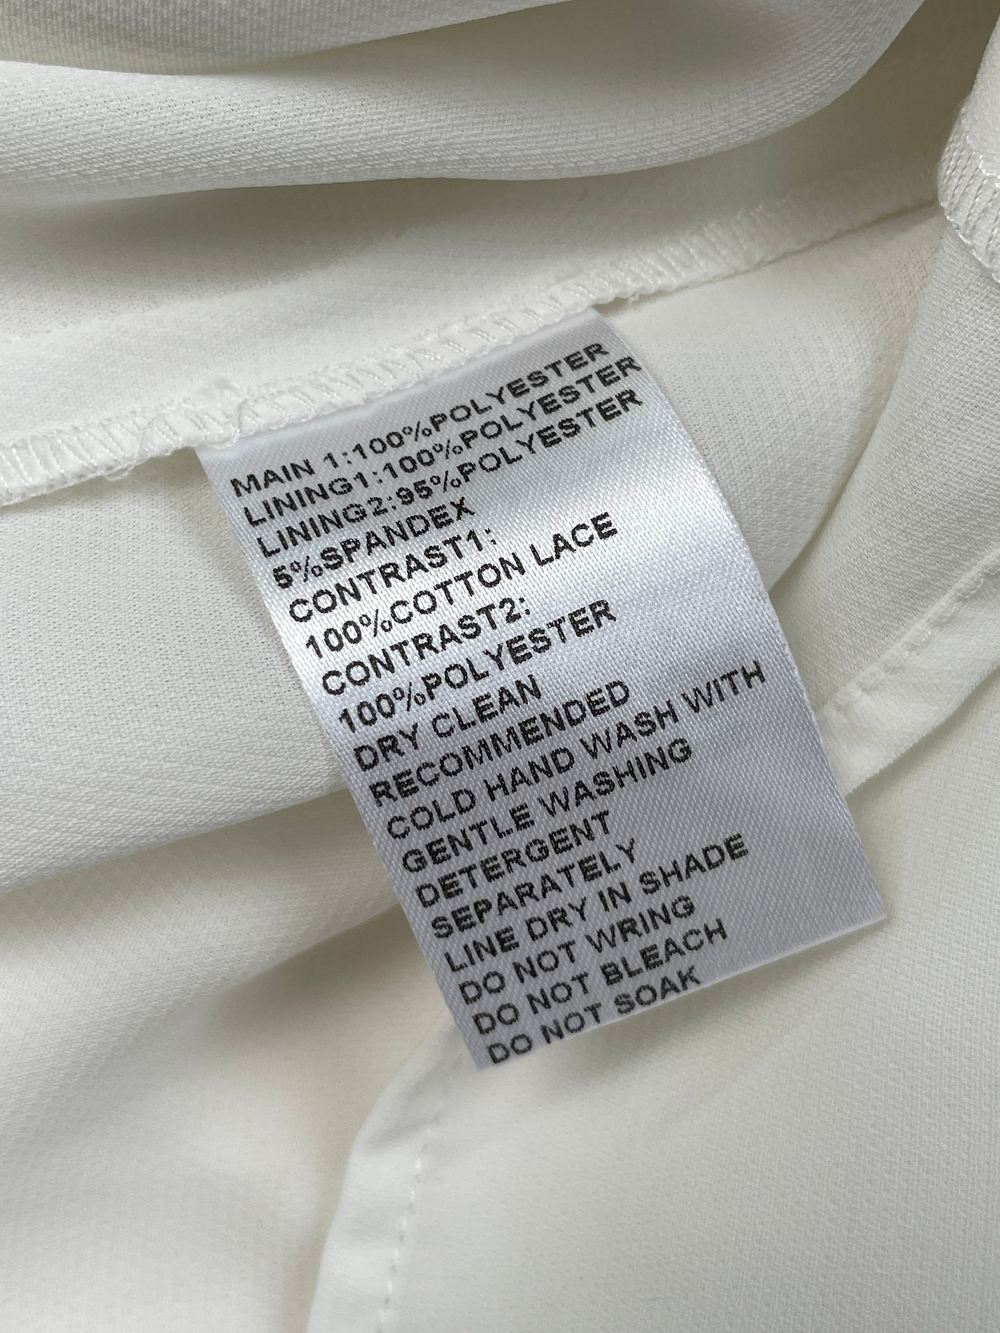 MAIN 1:100%POLYESTER
LINING1:100%POLYESTER
LINING2:95%POLYESTER
5%SPANDEX
CONTRAST1:
100%COTTON LACE
CONTRAST2:
100%POLYESTER
DRY CLEAN
RECOMMENDED
COLD HAND WASH WITH
GENTLE WASHING
DETERGENT
SEPARATELY
LINE DRY IN SHADE
DO NOT WRING
DO NOT BLEACH
DO NOT SOAK